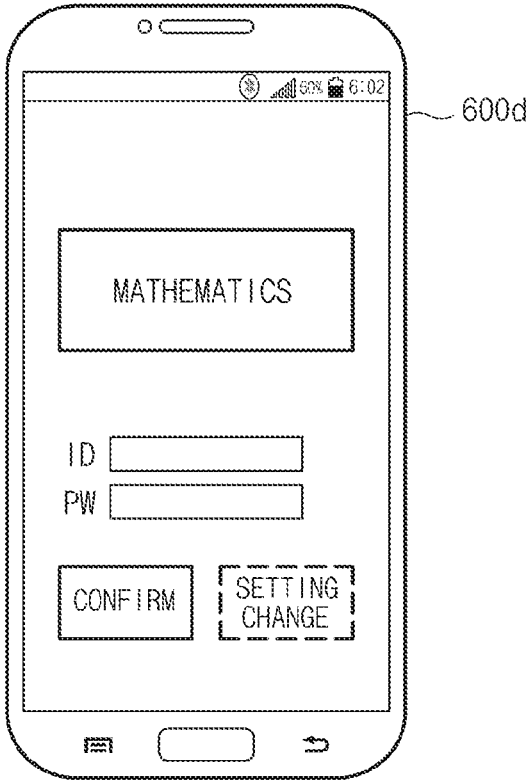 60% 6:02
600d
MATHEMATICS
ID
PW
CONFIRM
SETTING
CHANGE